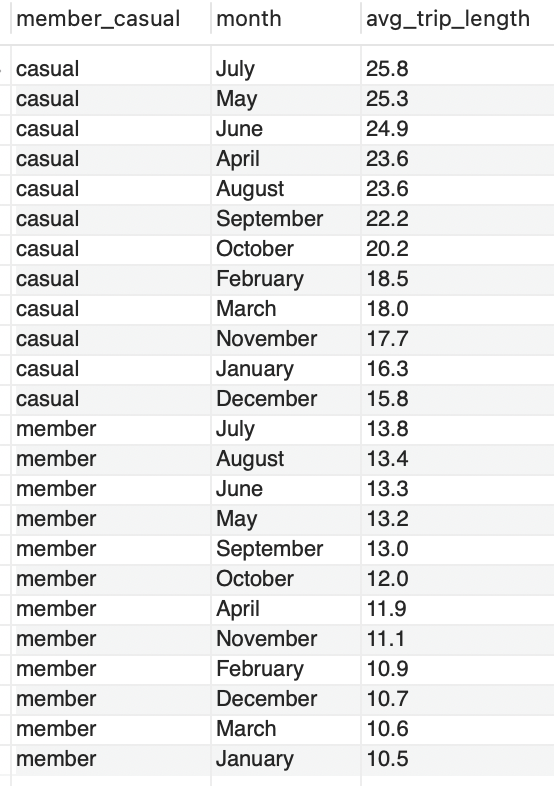 member_casual month avg_trip_length
casual July 25.8
casual May 25.3
casual June 24.9
casual April 23.6
casual August 23.6
casual September 22.2
casual October 20.2
casual February 18.5
casual March 18.0
casual November 17.7
casual January 16.3
casual December 15.8
member July 13.8
member August 13.4
member June 13.3
member May 13.2
member September 13.0
member October 12.0
member April 11.9
member November 11.1
member February 10.9
member December 10.7
member March 10.6
member January 10.5